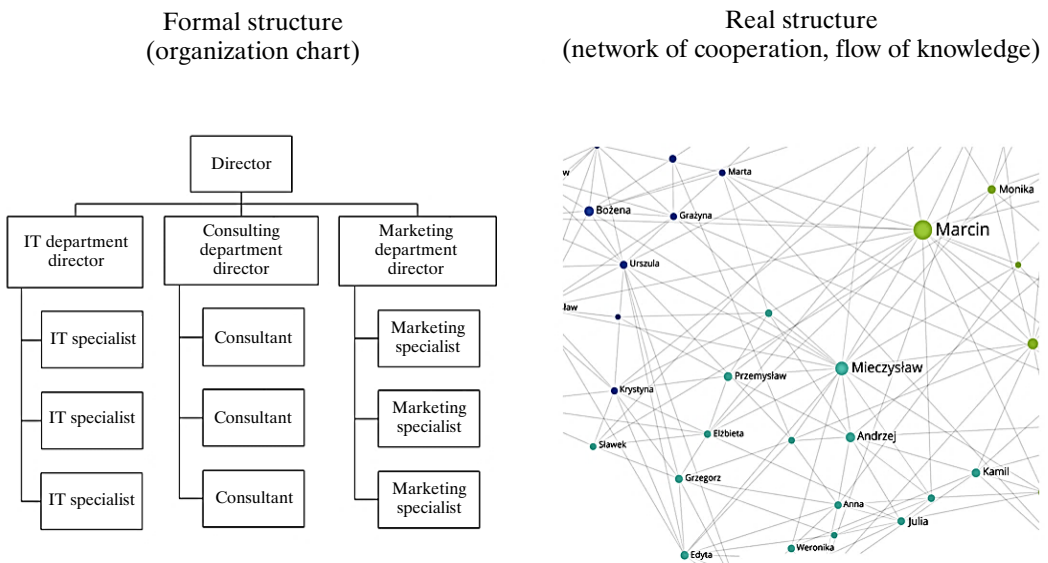 Formal structure
(organization chart)
Real structure
(network of cooperation, flow of knowledge)
Director
IT department
director
Consulting
department
director
Marketing
department
director
IT specialist
Consultant
Marketing
specialist
IT specialist
Consultant
Marketing
specialist
IT specialist
Consultant
Marketing
specialist
w
Marta
Monika
Bożena
Grażyna
Marcin
Urszula
ław
Mieczysław
Przemysław
Krystyna
Elżbieta
Andrzej
Sławek
Kamil
Grzegorz
Anna
Julia
Weronika
Edyta